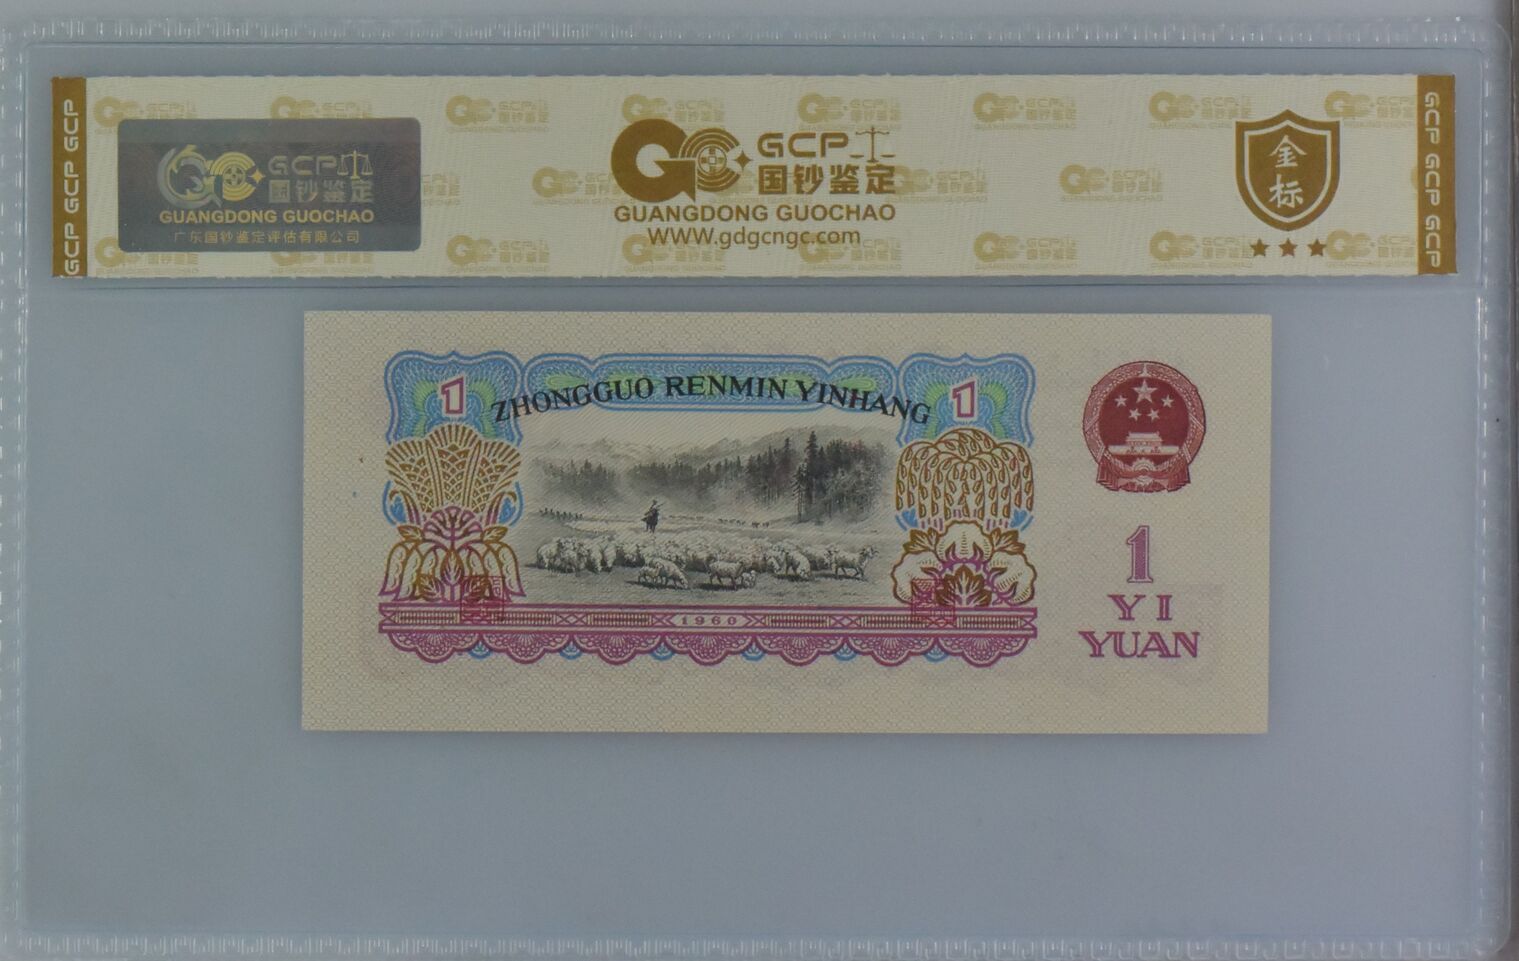 GCP GCP GCP
GCP
国钞鉴定
GUANGDONG GUOCHAO
广东国钞鉴定评估有限公司
GCP
国钞鉴定
GUANGDONG GUOCHAO
WWW.gdgcngc.com
金
标
GCP GCP GCP
1
ZHONGGUO RENMIN YINHANG
1
1960
1
YI
YUAN